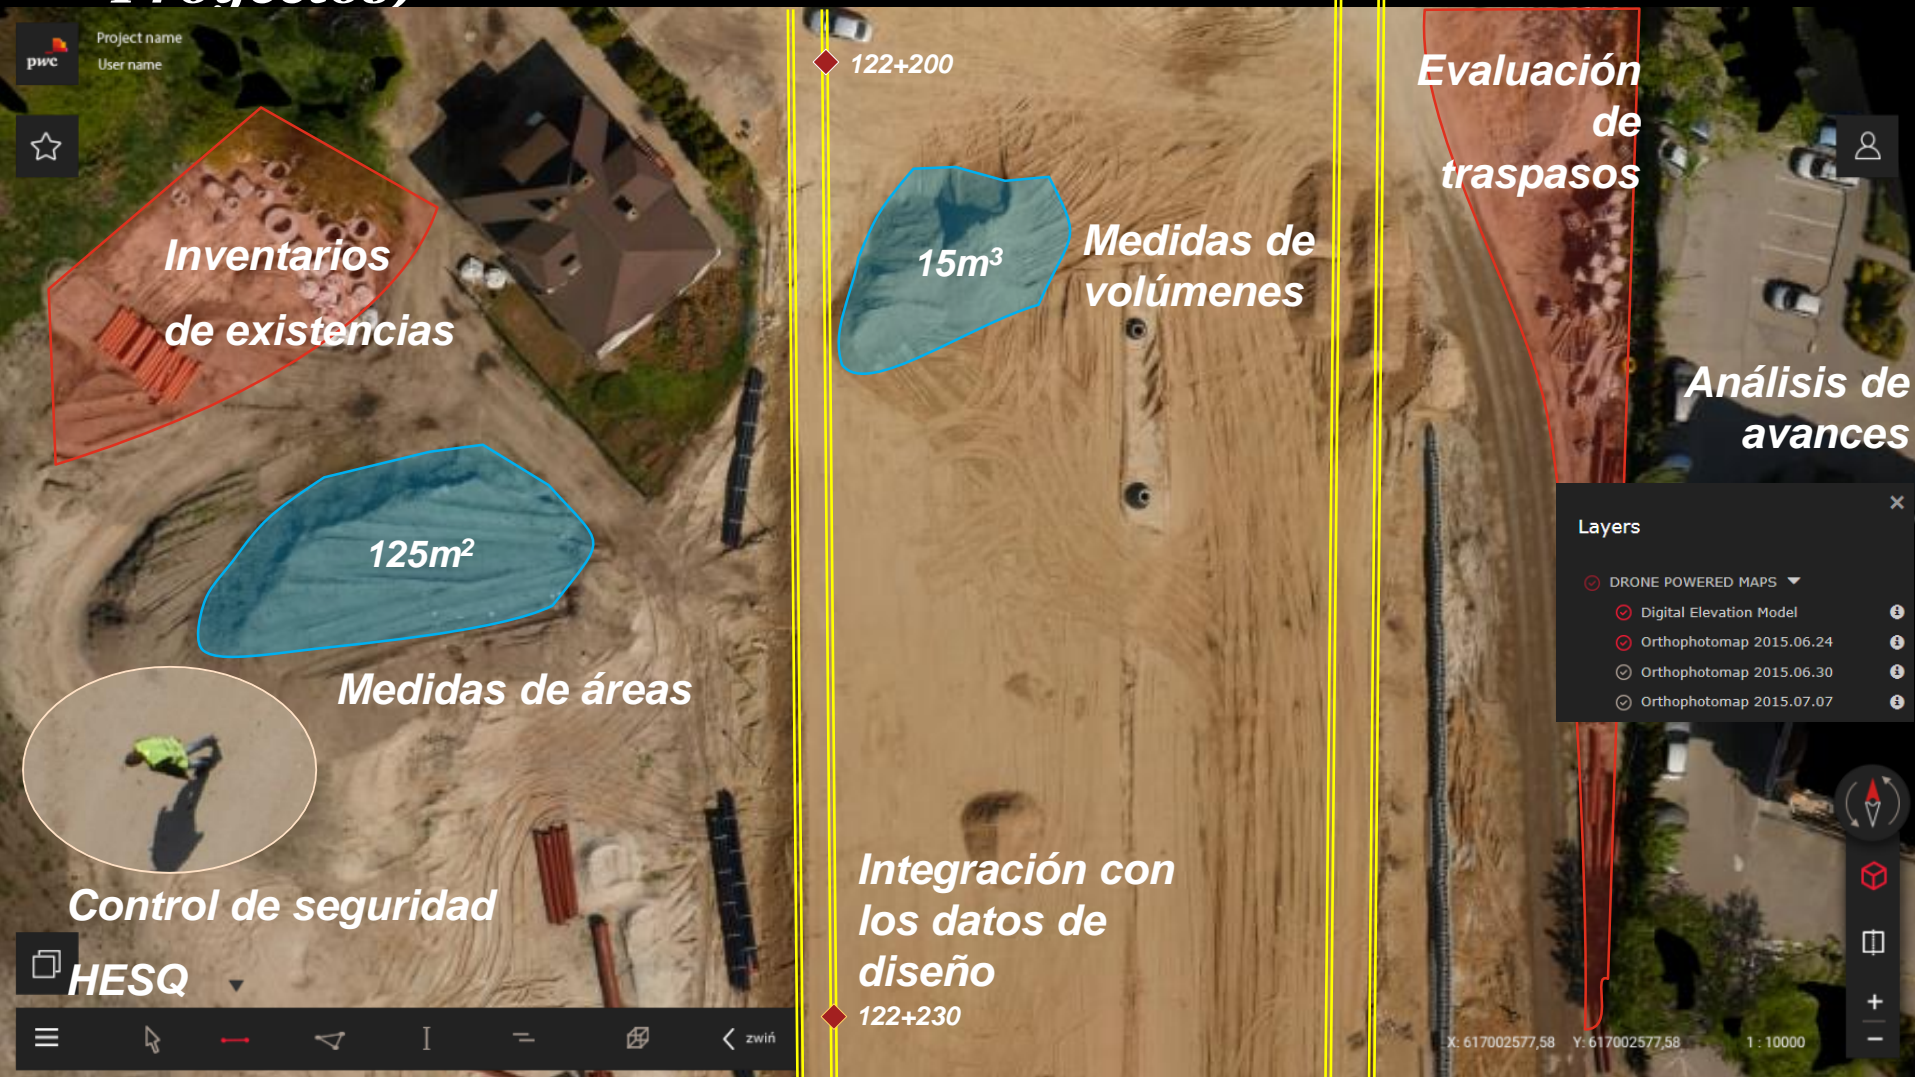 Proyectos)
pwc
Project name
User name
122+200
Evaluación
de
traspasos
Inventarios
de existencias
15m³
Medidas de
volúmenes
Análisis de
avances
125m²
Medidas de áreas
Layers
DRONE POWERED MAPS
Digital Elevation Model
Orthophotomap 2015.06.24
Orthophotomap 2015.06.30
Orthophotomap 2015.07.07
Control de seguridad
HESQ
Integración con
los datos de
diseño
122+230
zwiń
X: 617002577,58 Y: 617002577,58 1 : 10000